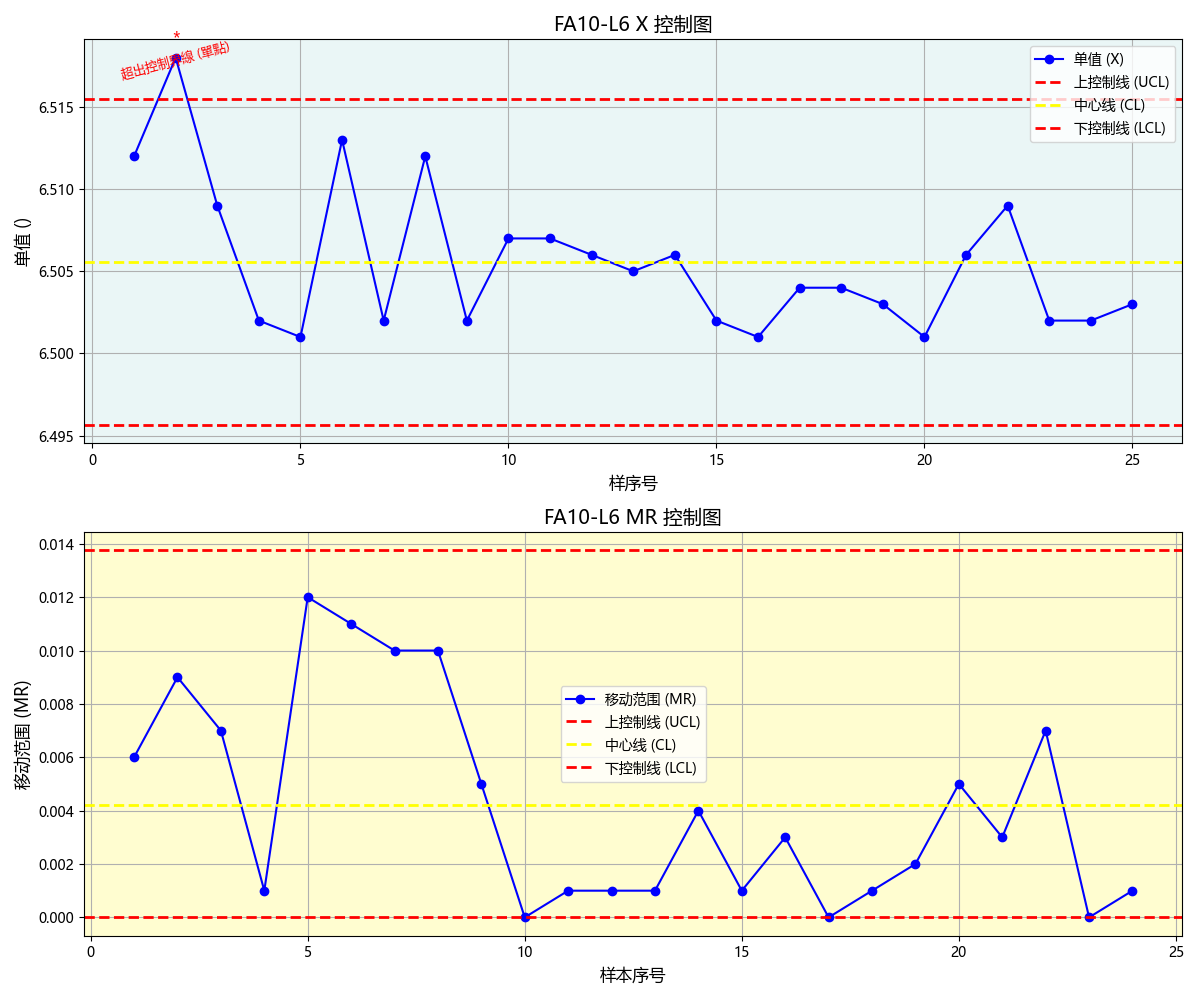 FA10-L6 X 控制图
*
超出控制界線 (單點)
单值 (X)
上控制线 (UCL)
中心线 (CL)
下控制线 (LCL)
单值 ()
6.515
6.510
6.505
6.500
6.495
0 5 10 15 20 25
样序号
FA10-L6 MR 控制图
移动范围 (MR)
上控制线 (UCL)
中心线 (CL)
下控制线 (LCL)
移动范围 (MR)
0.014
0.012
0.010
0.008
0.006
0.004
0.002
0.000
0 5 10 15 20 25
样本序号